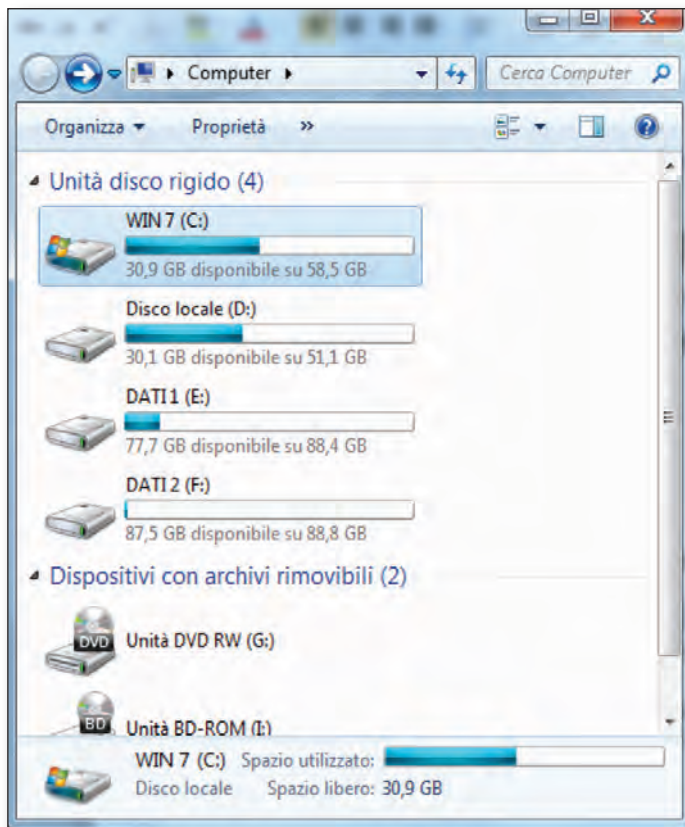 Computer
Cerca Computer
Organizza Proprietà »
Unità disco rigido (4)
WIN 7 (C:)
30,9 GB disponibile su 58,5 GB
Disco locale (D:)
30,1 GB disponibile su 51,1 GB
DATI 1 (E:)
77,7 GB disponibile su 88,4 GB
DATI 2 (F:)
87,5 GB disponibile su 88,8 GB
Dispositivi con archivi rimovibili (2)
DVD
Unità DVD RW (G:)
BD
Unità BD-ROM (I:)
WIN 7 (C:) Spazio utilizzato:
Disco locale Spazio libero: 30,9 GB